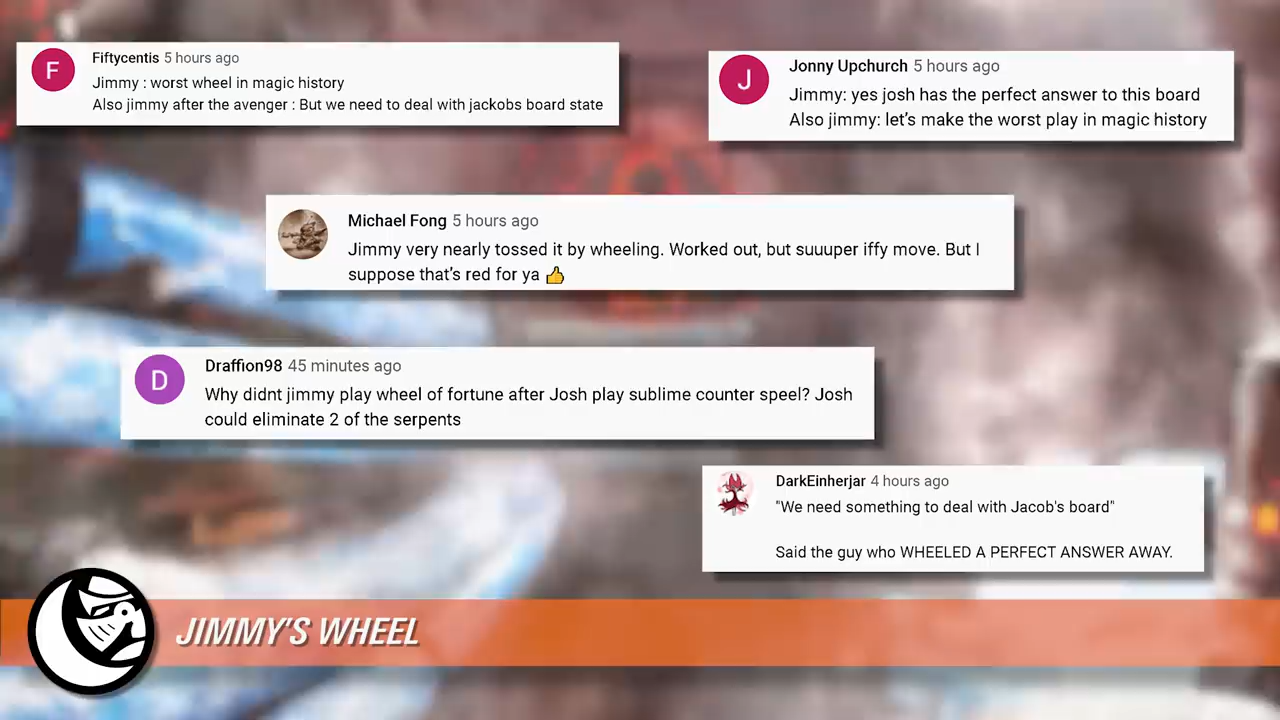 Fiftycentis 5 hours ago
Jimmy : worst wheel in magic history
Also jimmy after the avenger : But we need to deal with jackobs board state
Jonny Upchurch 5 hours ago
Jimmy: yes josh has the perfect answer to this board
Also jimmy: let's make the worst play in magic history
Michael Fong 5 hours ago
Jimmy very nearly tossed it by wheeling. Worked out, but suuuper iffy move. But I
suppose that's red for ya 👍
Draffion98 45 minutes ago
Why didnt jimmy play wheel of fortune after Josh play sublime counter speel? Josh
could eliminate 2 of the serpents
DarkEinherjar 4 hours ago
"We need something to deal with Jacob's board"
Said the guy who WHEELED A PERFECT ANSWER AWAY.
JIMMY'S WHEEL